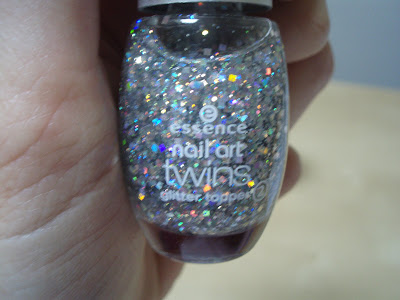 essence
nail art
twins
glitter topper